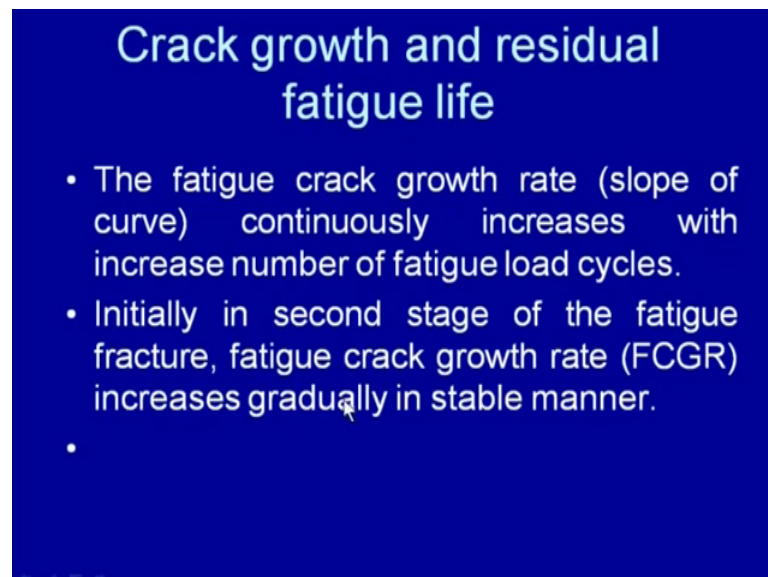 Crack growth and residual
fatigue life
• The fatigue crack growth rate (slope of
curve) continuously increases with
increase number of fatigue load cycles.
• Initially in second stage of the fatigue
fracture, fatigue crack growth rate (FCGR)
increases gradually in stable manner.
•